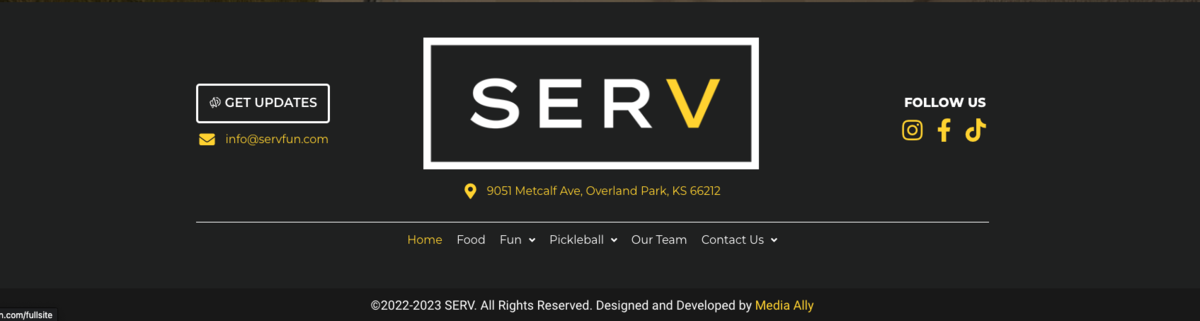 SERV
GET UPDATES
info@servfun.com
FOLLOW US
9051 Metcalf Ave, Overland Park, KS 66212
Home Food Fun Pickleball Our Team Contact Us
©2022-2023 SERV. All Rights Reserved. Designed and Developed by Media Ally
n.com/fullsite